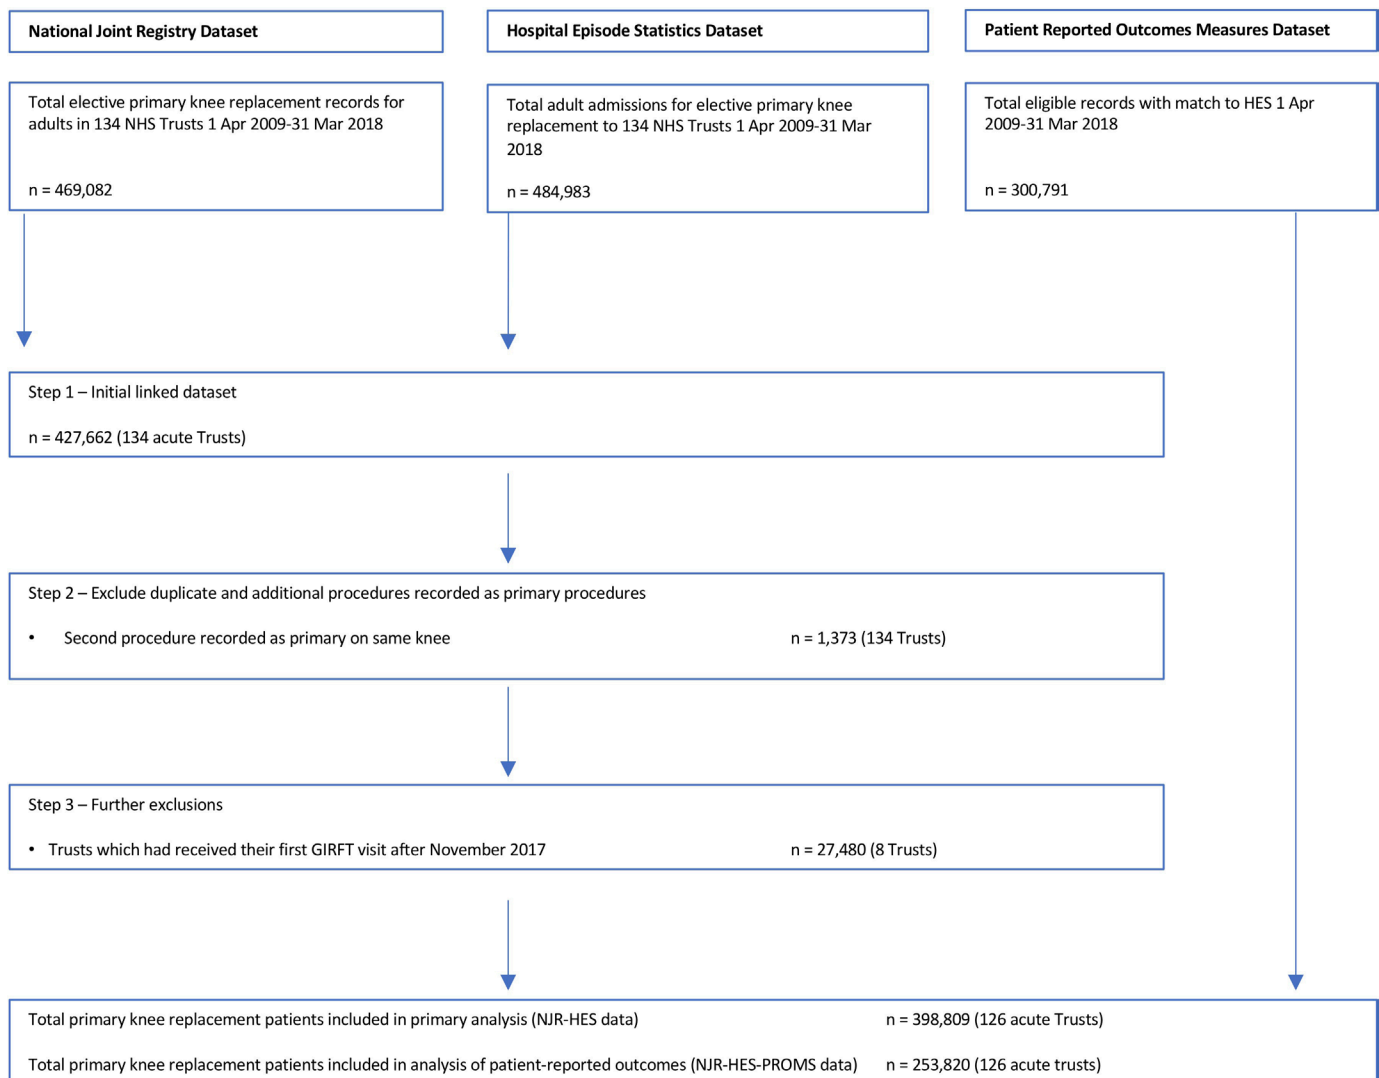 National Joint Registry Dataset
Hospital Episode Statistics Dataset
Patient Reported Outcomes Measures Dataset
Total elective primary knee replacement records for
adults in 134 NHS Trusts 1 Apr 2009-31 Mar 2018
n = 469,082
Total adult admissions for elective primary knee
replacement to 134 NHS Trusts 1 Apr 2009-31 Mar
2018
n = 484,983
Total eligible records with match to HES 1 Apr
2009-31 Mar 2018
n = 300,791
Step 1 – Initial linked dataset
n = 427,662 (134 acute Trusts)
Step 2 – Exclude duplicate and additional procedures recorded as primary procedures
• Second procedure recorded as primary on same knee n = 1,373 (134 Trusts)
Step 3 – Further exclusions
• Trusts which had received their first GIRFT visit after November 2017 n = 27,480 (8 Trusts)
Total primary knee replacement patients included in primary analysis (NJR-HES data) n = 398,809 (126 acute Trusts)
Total primary knee replacement patients included in analysis of patient-reported outcomes (NJR-HES-PROMS data) n = 253,820 (126 acute trusts)